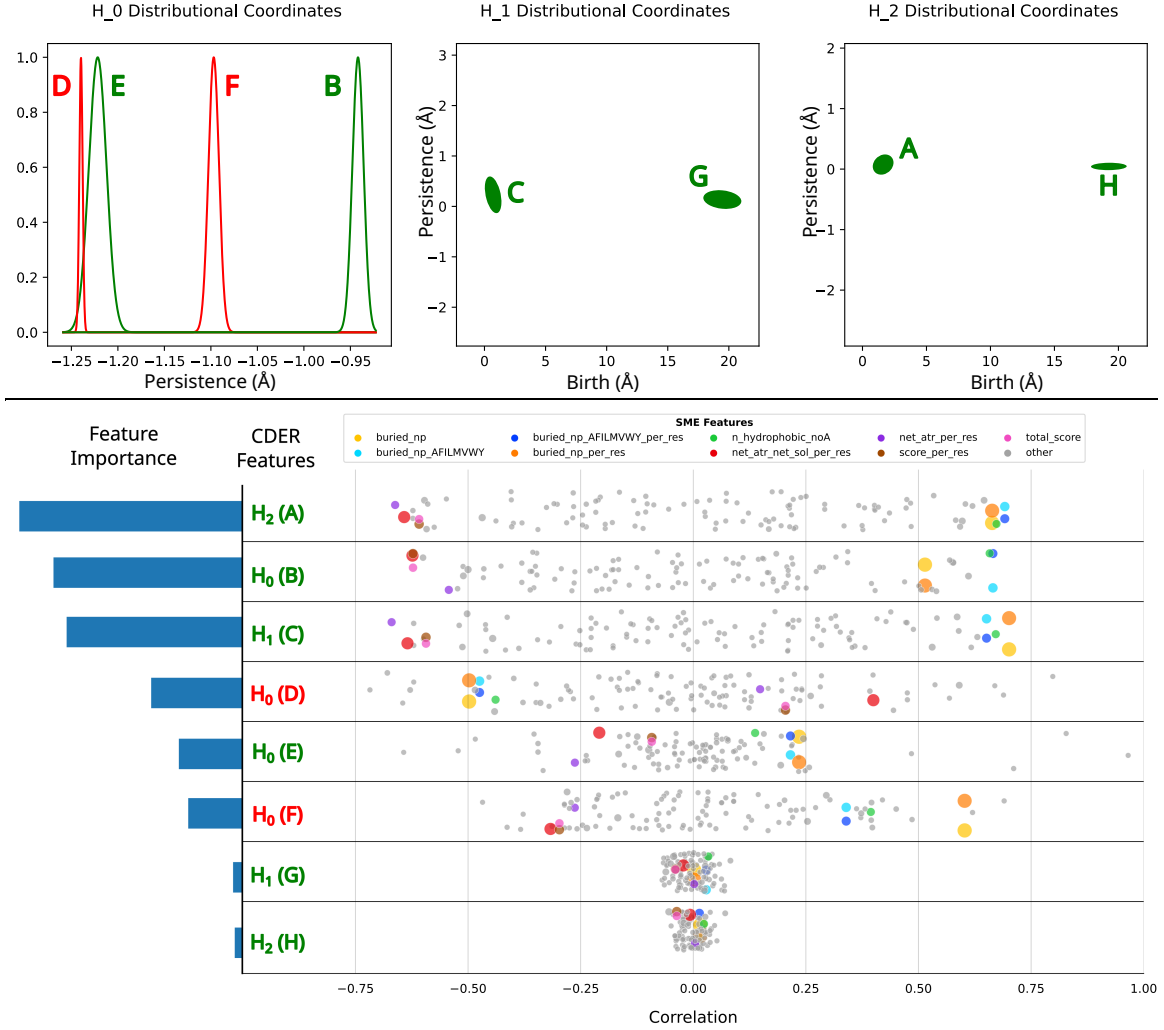 H_0 Distributional Coordinates
H_1 Distributional Coordinates
H_2 Distributional Coordinates
1.0
0.8
0.6
0.4
0.2
0.0
D
E
F
B
−1.25 −1.20 −1.15 −1.10 −1.05 −1.00 −0.95
Persistence (Å)
Persistence (Å)
3
2
1
0
−1
−2
C
G
0 5 10 15 20
Birth (Å)
Persistence (Å)
2
1
0
−1
−2
A
H
0 5 10 15 20
Birth (Å)
Feature
Importance
CDER
Features
SME Features
buried_np
buried_np_AFILMVWY
buried_np_AFILMVWY_per_res
buried_np_per_res
n_hydrophobic_noA
net_atr_net_sol_per_res
net_atr_per_res
score_per_res
total_score
other
H₂ (A)
H₀ (B)
H₁ (C)
H₀ (D)
H₀ (E)
H₀ (F)
H₁ (G)
H₂ (H)
−0.75 −0.50 −0.25 0.00 0.25 0.50 0.75 1.00
Correlation